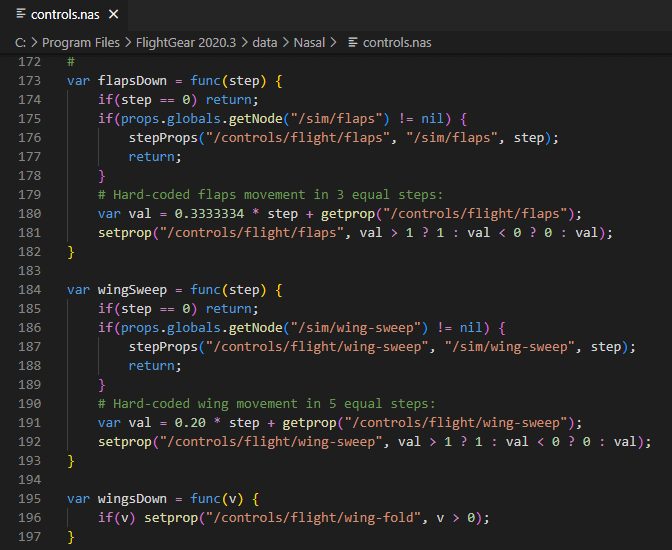 controls.nas
C: > Program Files > FlightGear 2020.3 > data > Nasal > controls.nas
172 #
173 var flapsDown = func(step) {
174     if(step == 0) return;
175     if(props.globals.getNode("/sim/flaps") != nil) {
176         stepProps("/controls/flight/flaps", "/sim/flaps", step);
177         return;
178     }
179     # Hard-coded flaps movement in 3 equal steps:
180     var val = 0.3333334 * step + getprop("/controls/flight/flaps");
181     setprop("/controls/flight/flaps", val > 1 ? 1 : val < 0 ? 0 : val);
182 }
183
184 var wingSweep = func(step) {
185     if(step == 0) return;
186     if(props.globals.getNode("/sim/wing-sweep") != nil) {
187         stepProps("/controls/flight/wing-sweep", "/sim/wing-sweep", step);
188         return;
189     }
190     # Hard-coded wing movement in 5 equal steps:
191     var val = 0.20 * step + getprop("/controls/flight/wing-sweep");
192     setprop("/controls/flight/wing-sweep", val > 1 ? 1 : val < 0 ? 0 : val);
193 }
194
195 var wingsDown = func(v) {
196     if(v) setprop("/controls/flight/wing-fold", v > 0);
197 }